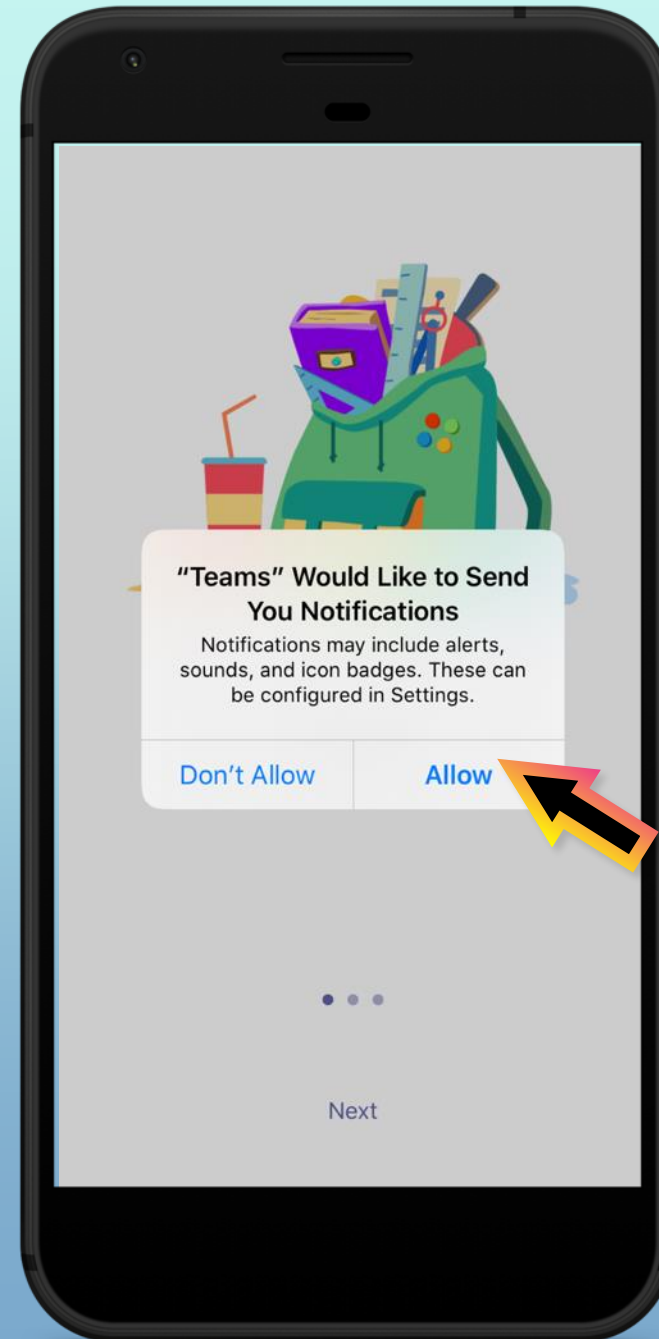 "Teams" Would Like to Send
You Notifications
Notifications may include alerts,
sounds, and icon badges. These can
be configured in Settings.
Don't Allow
Allow
Next